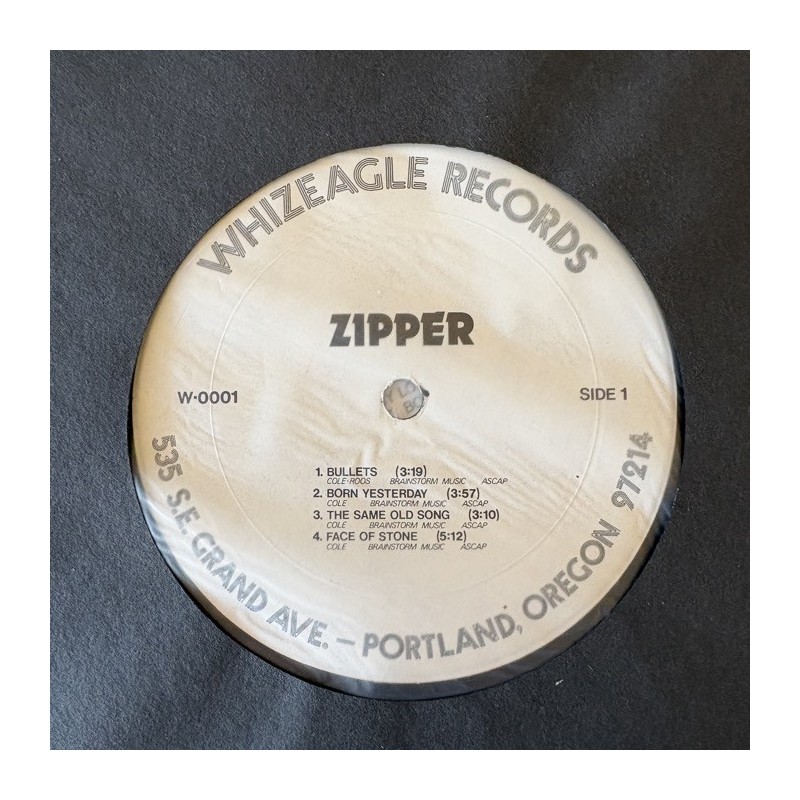 WHIZEAGLE RECORDS
ZIPPER
W-0001
SIDE 1
1. BULLETS (3:19)
COLE-ROOS BRAINSTORM MUSIC ASCAP
2. BORN YESTERDAY (3:57)
COLE BRAINSTORM MUSIC ASCAP
3. THE SAME OLD SONG (3:10)
COLE BRAINSTORM MUSIC ASCAP
4. FACE OF STONE (5:12)
COLE BRAINSTORM MUSIC ASCAP
535 S.E. GRAND AVE. – PORTLAND, OREGON 97214